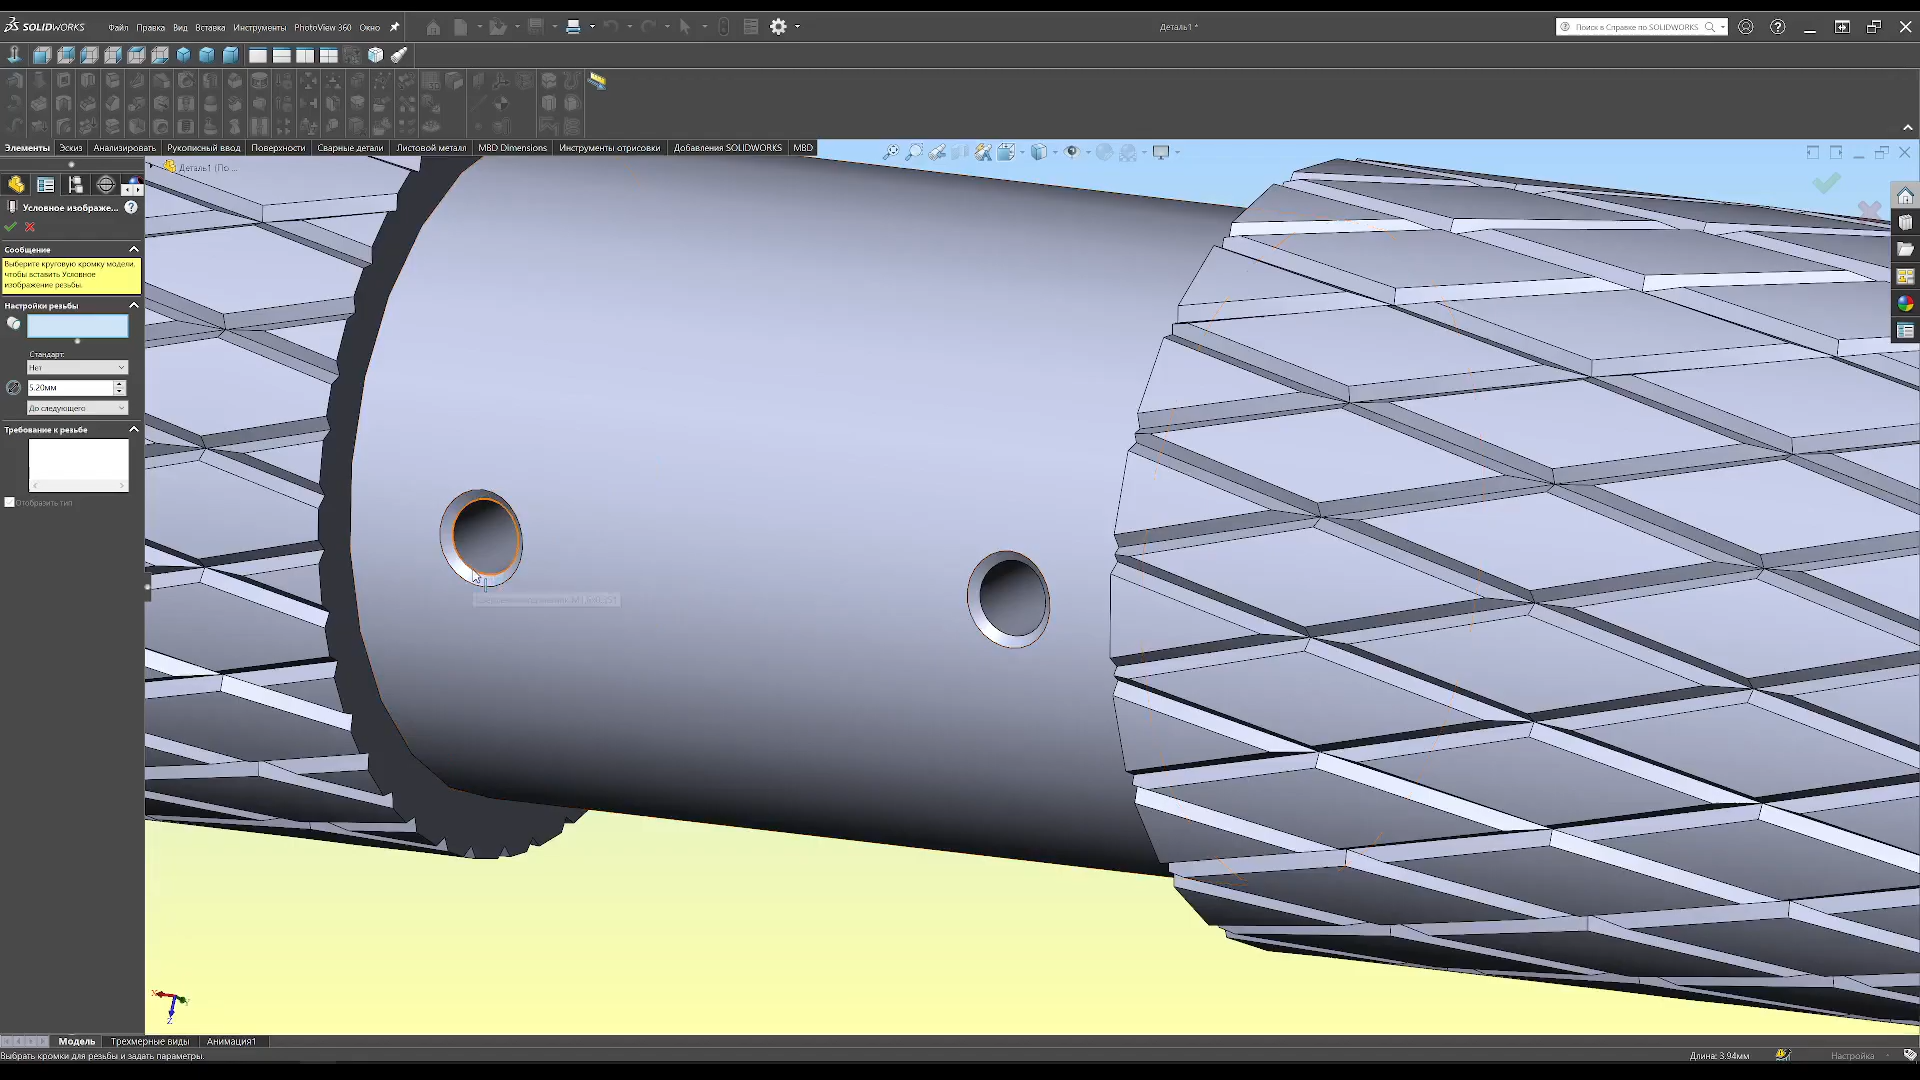 SOLIDWORKS
Файл Правка Вид Вставка Инструменты PhotoView 360 Окно
Деталь1 *
Поиск в Справке по SOLIDWORKS
Элементы Эскиз Анализировать Рукописный ввод Поверхности Сварные детали Листовой металл MBD Dimensions Инструменты отрисовки Добавления SOLIDWORKS MBD
Деталь1 (По ...
Условное изображе...
Сообщение
Выберите круговую кромку модели,
чтобы вставить Условное
изображение резьбы.
Настройки резьбы
Стандарт:
Нет
5.20мм
До следующего
Требование к резьбе
Отобразить тип
Модель Трехмерные виды Анимация1
Выбрать кромки для резьбы и задать параметры.
Длина: 3.94мм
Настройка